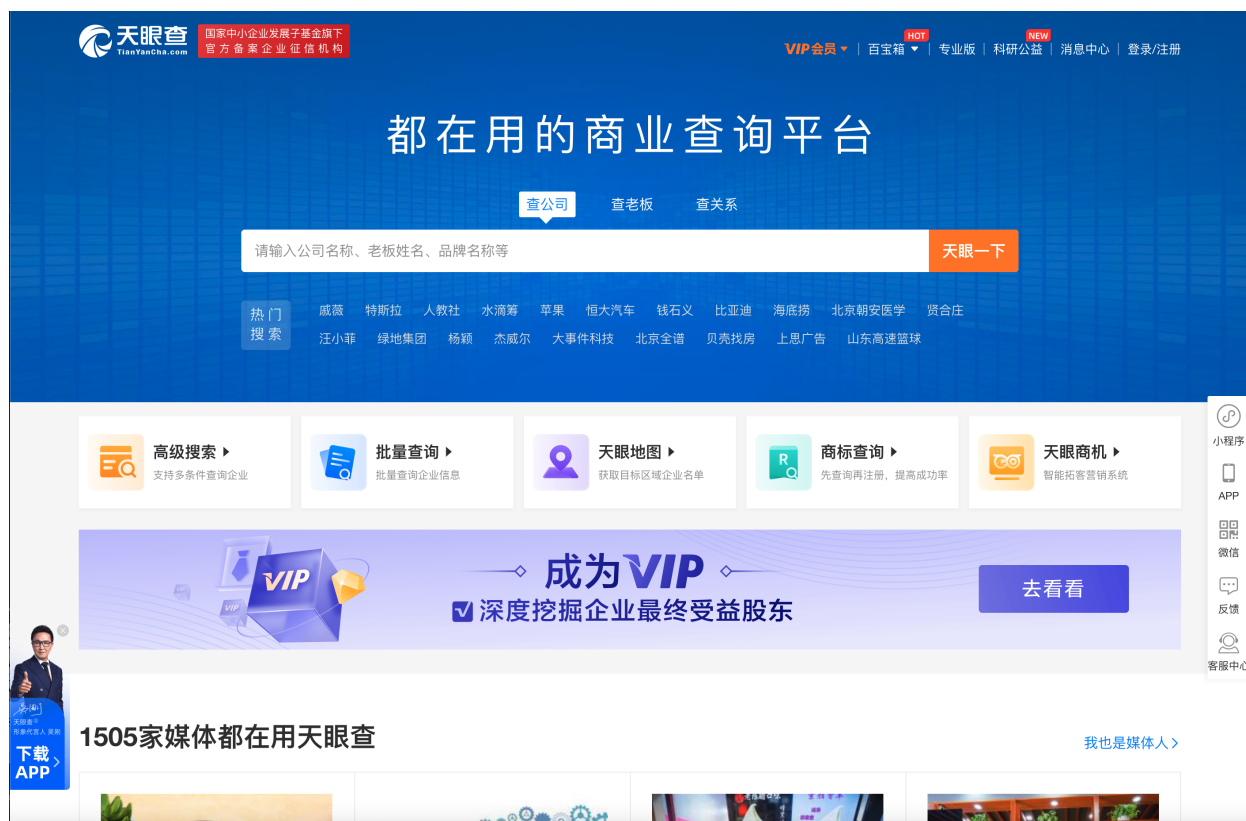 天眼查
TianYanCha.com
国家中小企业发展子基金旗下
官方备案企业征信机构
VIP会员
百宝箱
HOT
专业版
科研公益
NEW
消息中心
登录/注册
都在用的商业查询平台
查公司
查老板
查关系
请输入公司名称、老板姓名、品牌名称等
天眼一下
热门
搜索
戚薇 特斯拉 人教社 水滴筹 苹果 恒大汽车 钱石义 比亚迪 海底捞 北京朝安医学 贤合庄
汪小菲 绿地集团 杨颖 杰威尔 大事件科技 北京全谱 贝壳找房 上思广告 山东高速篮球
高级搜索
支持多条件查询企业
批量查询
批量查询企业信息
天眼地图
获取目标区域企业名单
R
商标查询
先查询再注册，提高成功率
天眼商机
智能拓客营销系统
小程序
APP
微信
反馈
客服中心
VIP
VIP
成为VIP
深度挖掘企业最终受益股东
去看看
天眼查
形象代言人 吴刚
下载
APP
1505家媒体都在用天眼查
我也是媒体人